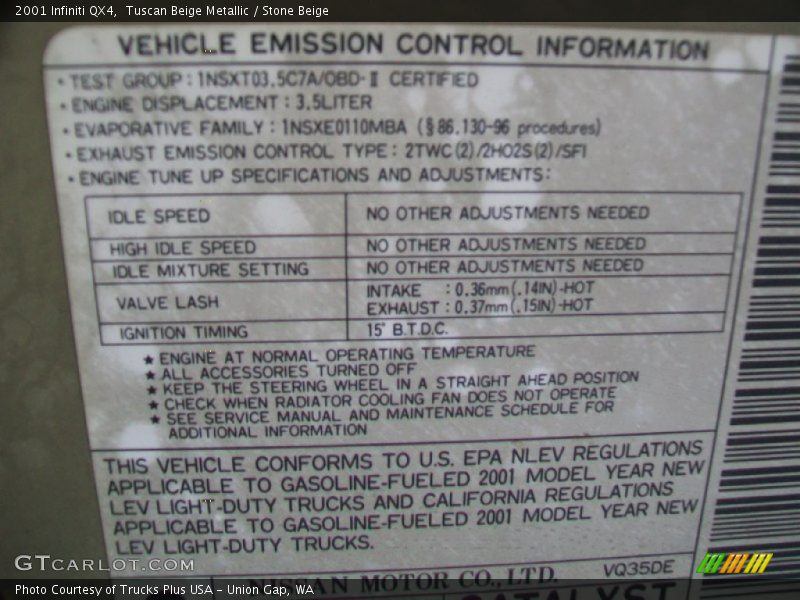 2001 Infiniti QX4,  Tuscan Beige Metallic / Stone Beige
VEHICLE EMISSION CONTROL INFORMATION
• TEST GROUP : 1NSXT03.5C7A/OBD-Ⅱ CERTIFIED
• ENGINE DISPLACEMENT : 3.5LITER
• EVAPORATIVE FAMILY : 1NSXE0110MBA (§86.130-96 procedures)
• EXHAUST EMISSION CONTROL TYPE : 2TWC(2)/2HO2S(2)/SFI
• ENGINE TUNE UP SPECIFICATIONS AND ADJUSTMENTS:
IDLE SPEED NO OTHER ADJUSTMENTS NEEDED
HIGH IDLE SPEED NO OTHER ADJUSTMENTS NEEDED
IDLE MIXTURE SETTING NO OTHER ADJUSTMENTS NEEDED
VALVE LASH INTAKE : 0.36mm(.14IN)-HOT
EXHAUST : 0.37mm(.15IN)-HOT
IGNITION TIMING 15° B.T.D.C.
★ ENGINE AT NORMAL OPERATING TEMPERATURE
★ ALL ACCESSORIES TURNED OFF
★ KEEP THE STEERING WHEEL IN A STRAIGHT AHEAD POSITION
★ CHECK WHEN RADIATOR COOLING FAN DOES NOT OPERATE
★ SEE SERVICE MANUAL AND MAINTENANCE SCHEDULE FOR
ADDITIONAL INFORMATION
THIS VEHICLE CONFORMS TO U.S. EPA NLEV REGULATIONS
APPLICABLE TO GASOLINE-FUELED 2001 MODEL YEAR NEW
LEV LIGHT-DUTY TRUCKS AND CALIFORNIA REGULATIONS
APPLICABLE TO GASOLINE-FUELED 2001 MODEL YEAR NEW
LEV LIGHT-DUTY TRUCKS.
NISSAN MOTOR CO., LTD. VQ35DE
CATALYST
GTcarlot.com
Photo Courtesy of Trucks Plus USA - Union Gap, WA